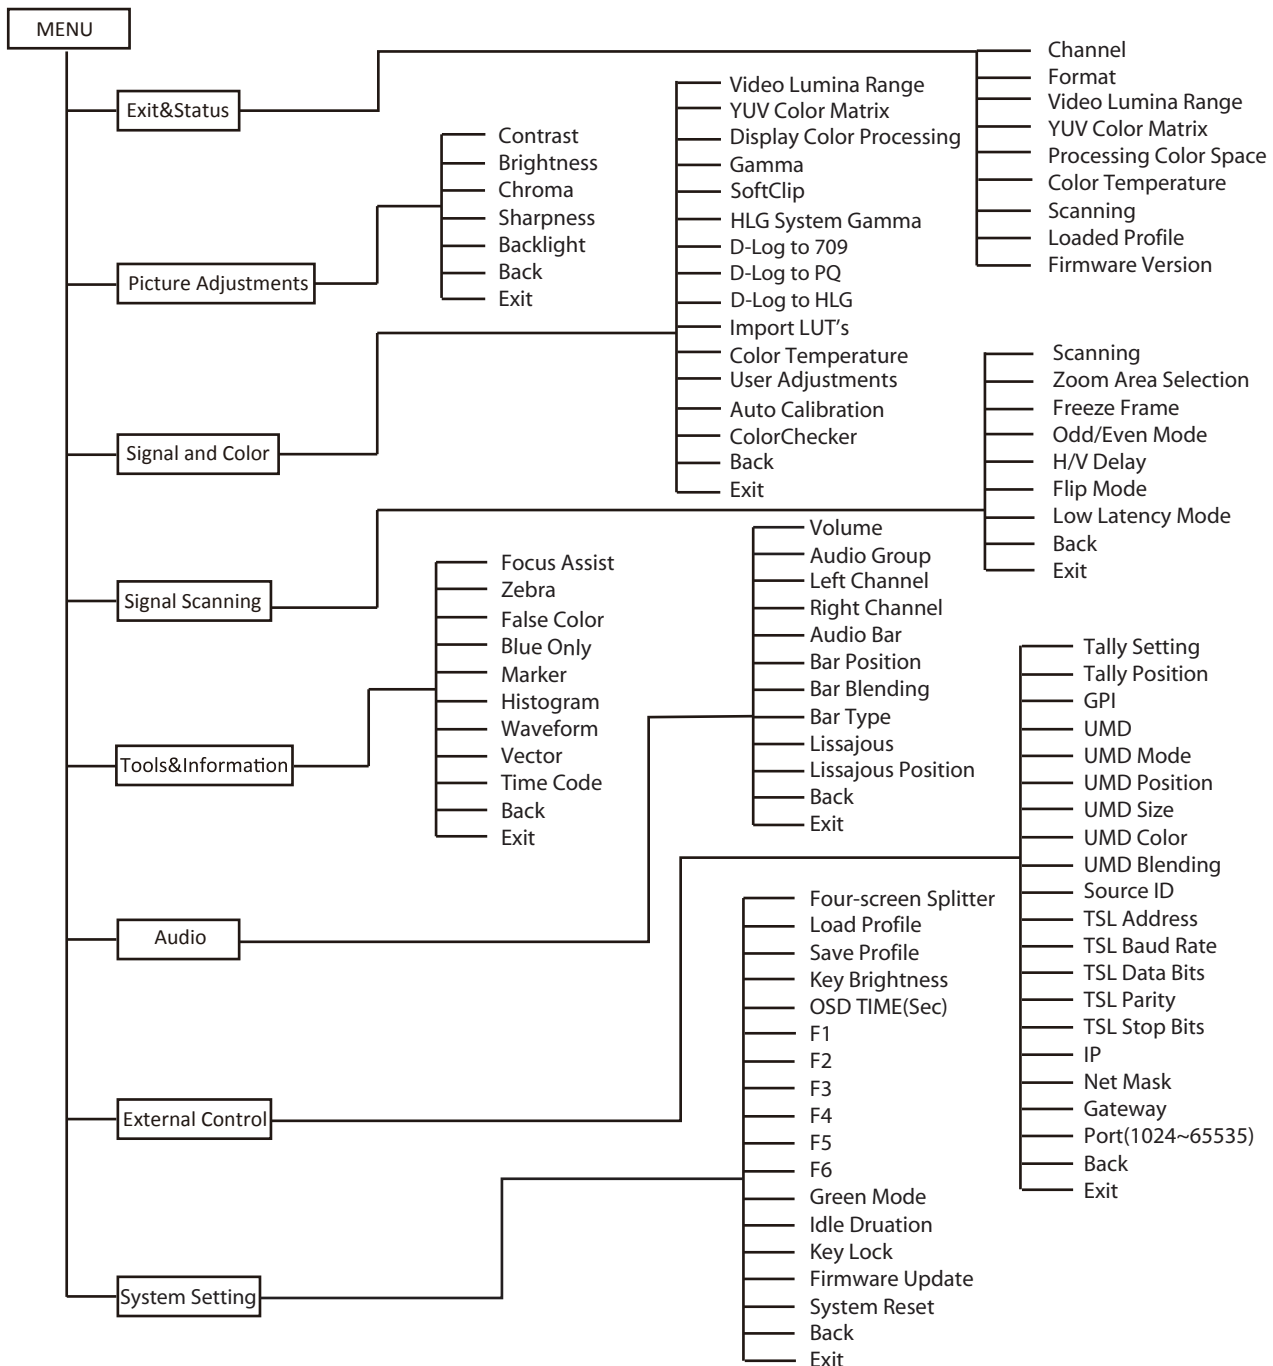 MENU
Exit&Status
Channel
Format
Video Lumina Range
YUV Color Matrix
Processing Color Space
Color Temperature
Scanning
Loaded Profile
Firmware Version
Picture Adjustments
Contrast
Brightness
Chroma
Sharpness
Backlight
Back
Exit
Signal and Color
Video Lumina Range
YUV Color Matrix
Display Color Processing
Gamma
SoftClip
HLG System Gamma
D-Log to 709
D-Log to PQ
D-Log to HLG
Import LUT's
Color Temperature
User Adjustments
Auto Calibration
ColorChecker
Back
Exit
Signal Scanning
Scanning
Zoom Area Selection
Freeze Frame
Odd/Even Mode
H/V Delay
Flip Mode
Low Latency Mode
Back
Exit
Tools&Information
Focus Assist
Zebra
False Color
Blue Only
Marker
Histogram
Waveform
Vector
Time Code
Back
Exit
Audio
Volume
Audio Group
Left Channel
Right Channel
Audio Bar
Bar Position
Bar Blending
Bar Type
Lissajous
Lissajous Position
Back
Exit
External Control
Tally Setting
Tally Position
GPI
UMD
UMD Mode
UMD Position
UMD Size
UMD Color
UMD Blending
Source ID
TSL Address
TSL Baud Rate
TSL Data Bits
TSL Parity
TSL Stop Bits
IP
Net Mask
Gateway
Port(1024~65535)
Back
Exit
System Setting
Four-screen Splitter
Load Profile
Save Profile
Key Brightness
OSD TIME(Sec)
F1
F2
F3
F4
F5
F6
Green Mode
Idle Druation
Key Lock
Firmware Update
System Reset
Back
Exit